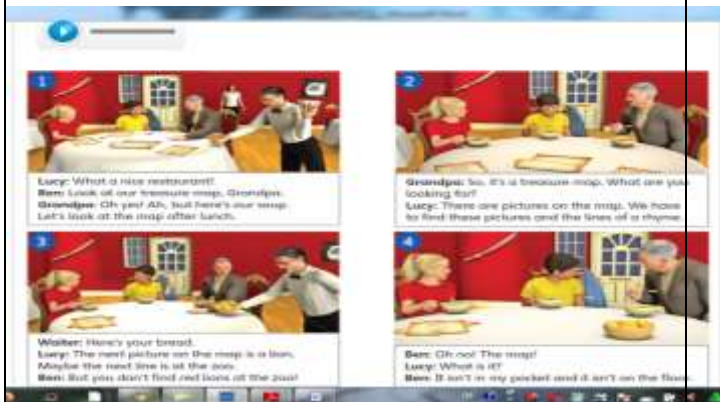 1
Lucy: What a nice restaurant!
Ben: Look at our treasure map, Grandpa.
Grandpa: Oh yes! Ah, but here's our soup.
Let's look at the map after lunch.
2
Grandpa: So, it's a treasure map. What are you
looking for?
Lucy: There are pictures on the map. We have
to find these pictures and the lines of a rhyme.
3
Waiter: Here's your bread.
Lucy: The next picture on the map is a lion.
Maybe the next line is at the zoo.
Ben: But you don't find red lions at the zoo!
4
Ben: Oh no! The map!
Lucy: What is it?
Ben: It isn't in my pocket and it isn't on the floor.